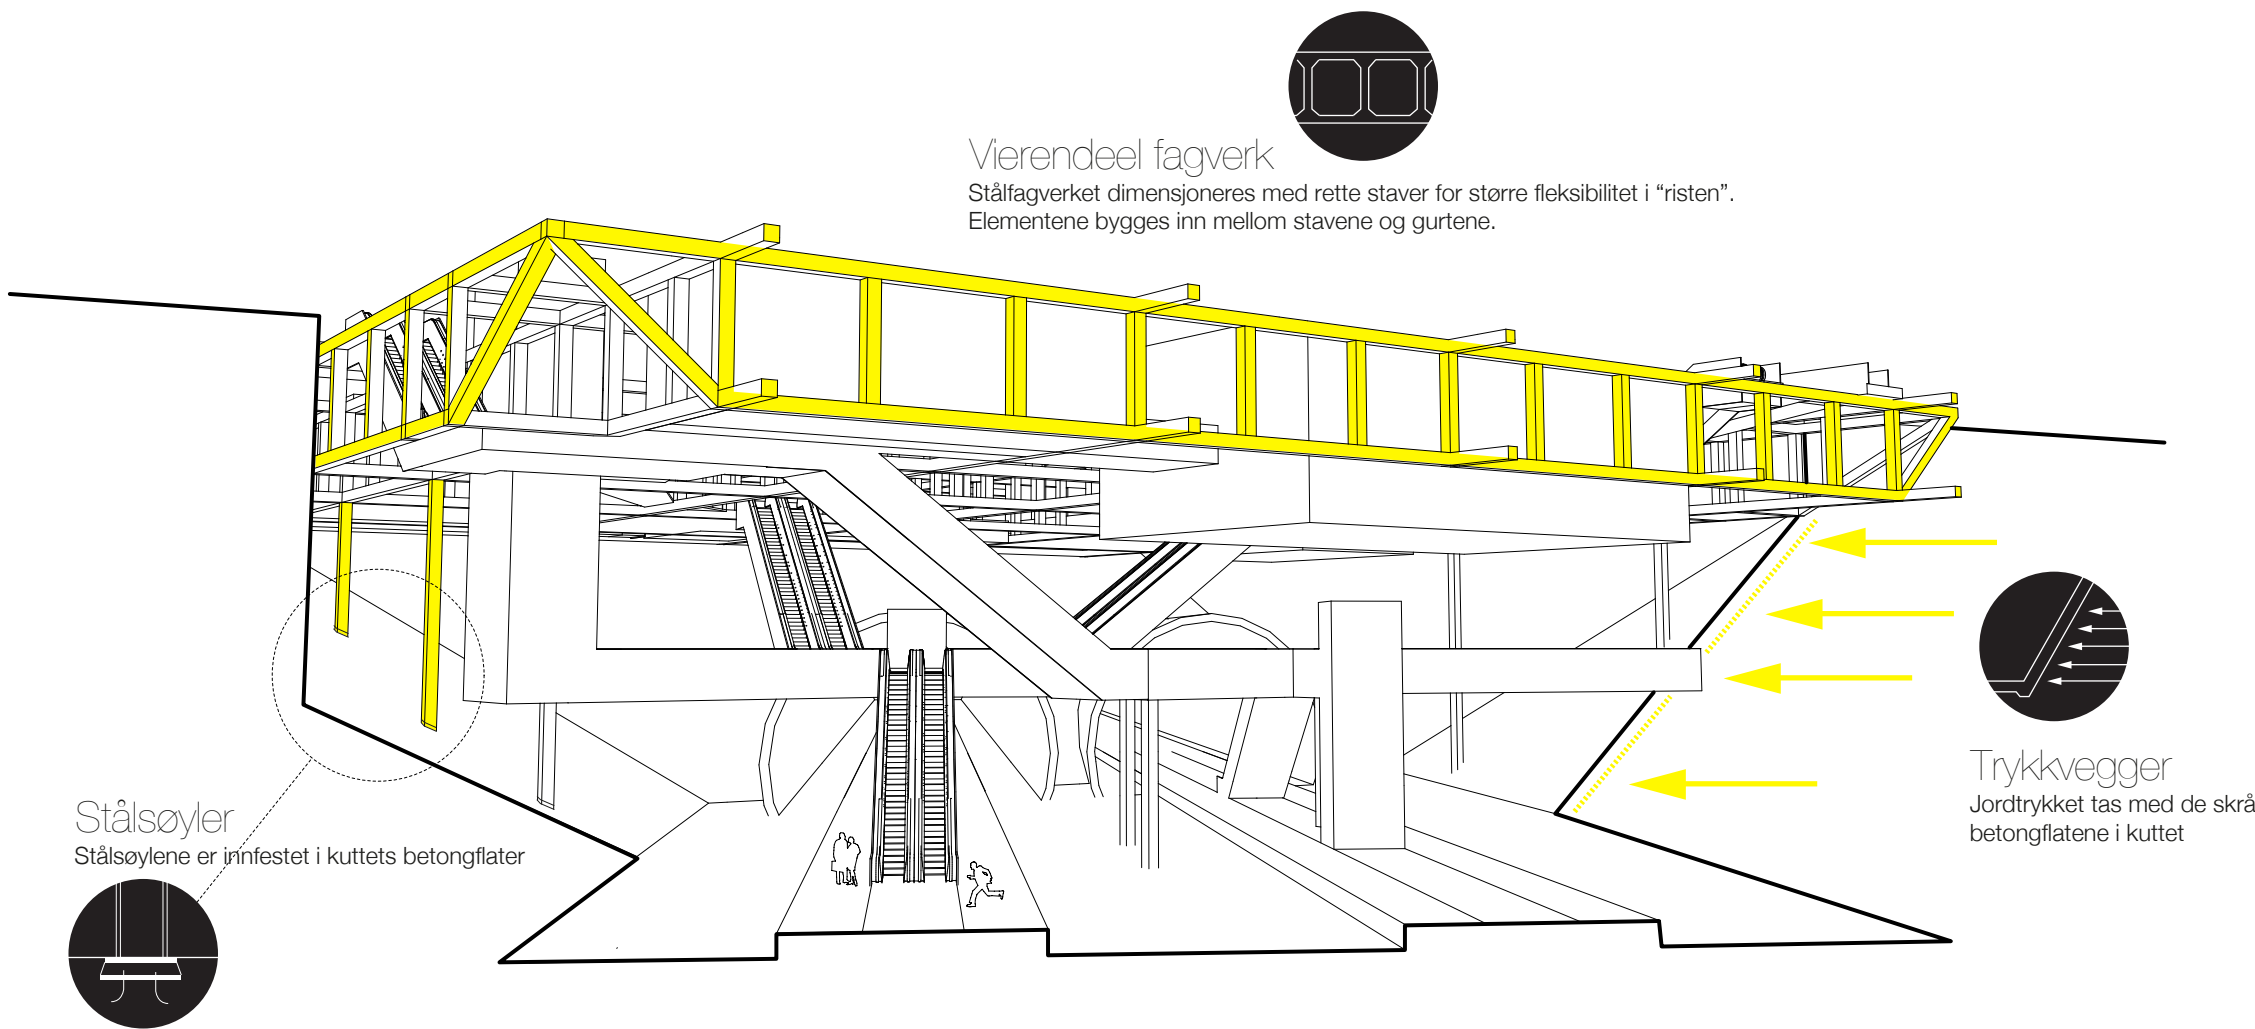 Vierendeel fagverk
Stålfagverket dimensjoneres med rette staver for større fleksibilitet i “risten”.
Elementene bygges inn mellom stavene og gurtene.
Trykkvegger
Jordtrykket tas med de skrå
betongflatene i kuttet
Stålsøyler
Stålsøylene er innfestet i kuttets betongflater